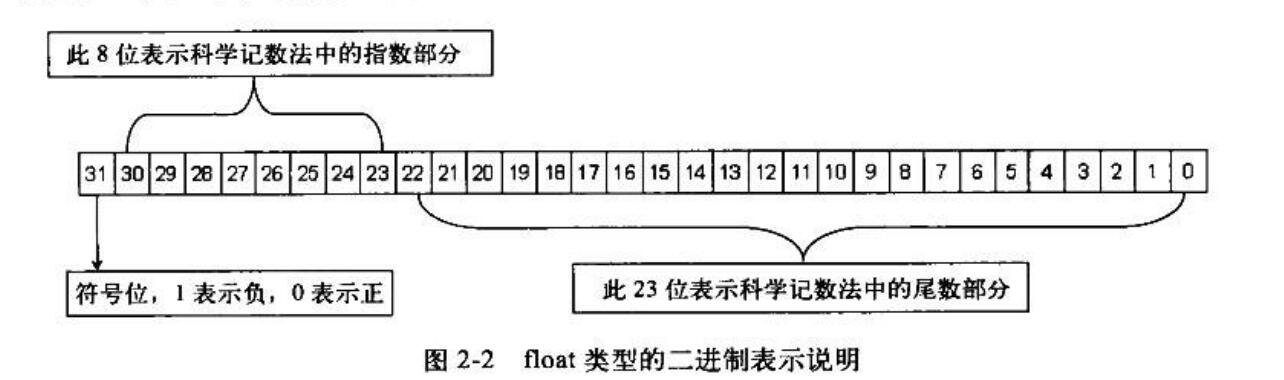 此 8 位表示科学记数法中的指数部分
31 30 29 28 27 26 25 24 23 22 21 20 19 18 17 16 15 14 13 12 11 10 9 8 7 6 5 4 3 2 1 0
符号位，1 表示负，0 表示正
此 23 位表示科学记数法中的尾数部分
图 2-2 float 类型的二进制表示说明